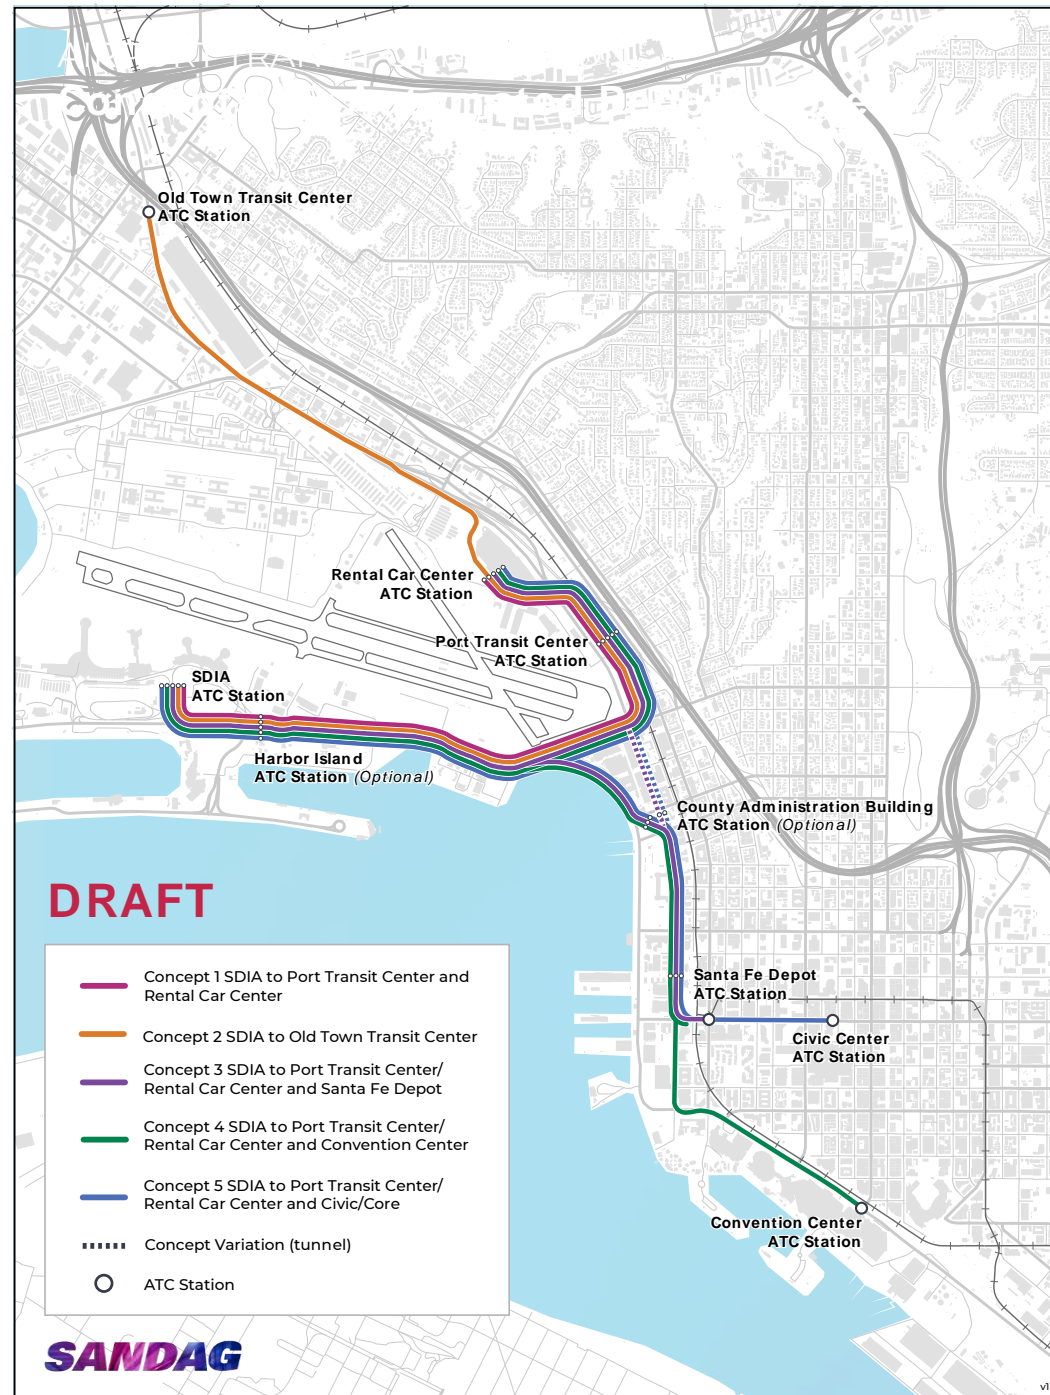 Old Town Transit Center
ATC Station
Rental Car Center
ATC Station
Port Transit Center
ATC Station
SDIA
ATC Station
Harbor Island
ATC Station (Optional)
County Administration Building
ATC Station (Optional)
DRAFT
Santa Fe Depot
ATC Station
Civic Center
ATC Station
Convention Center
ATC Station
Concept 1 SDIA to Port Transit Center and
Rental Car Center
Concept 2 SDIA to Old Town Transit Center
Concept 3 SDIA to Port Transit Center/
Rental Car Center and Santa Fe Depot
Concept 4 SDIA to Port Transit Center/
Rental Car Center and Convention Center
Concept 5 SDIA to Port Transit Center/
Rental Car Center and Civic/Core
Concept Variation (tunnel)
ATC Station
SANDAG
v1